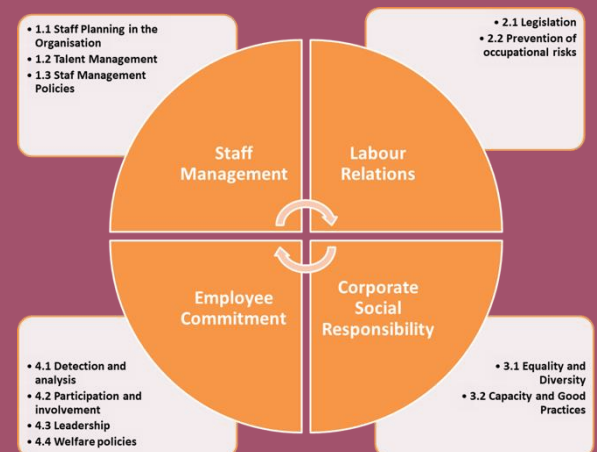 • 1.1 Staff Planning in the
Organisation
• 1.2 Talent Management
• 1.3 Staf Management
Policies
• 2.1 Legislation
• 2.2 Prevention of
occupational risks
Staff
Management
Labour
Relations
Employee
Commitment
Corporate
Social
Responsibility
• 4.1 Detection and
analysis
• 4.2 Participation and
involvement
• 4.3 Leadership
• 4.4 Welfare policies
• 3.1 Equality and
Diversity
• 3.2 Capacity and Good
Practices